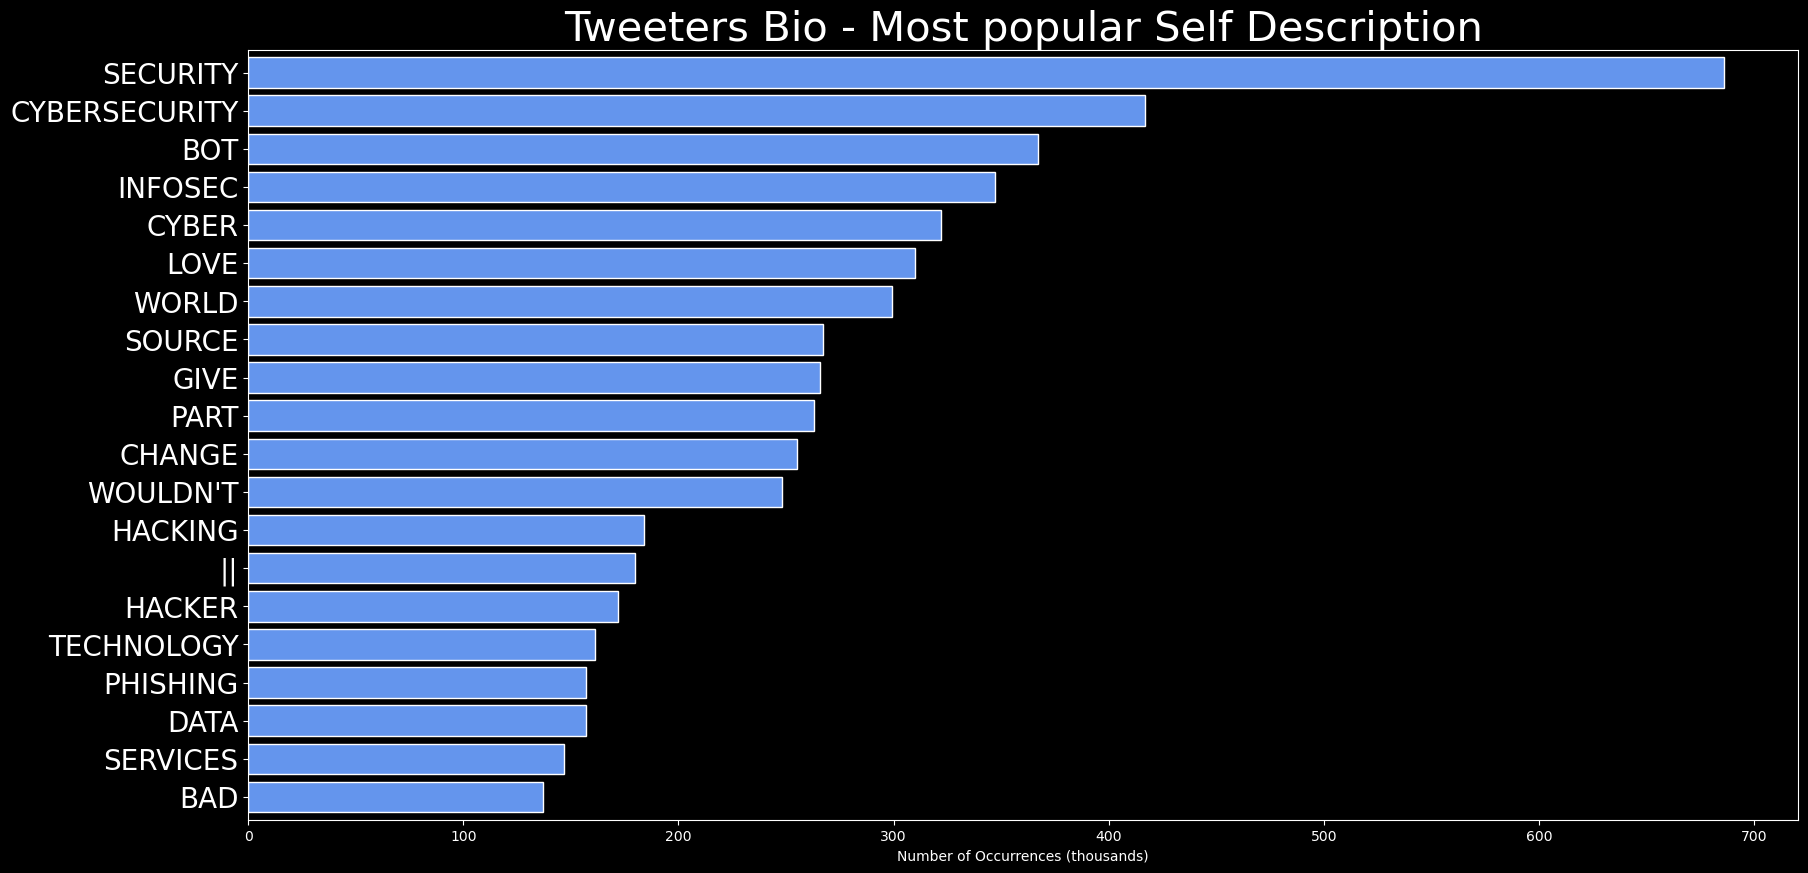 Tweeters Bio - Most popular Self Description
SECURITY
CYBERSECURITY
BOT
INFOSEC
CYBER
LOVE
WORLD
SOURCE
GIVE
PART
CHANGE
WOULDN'T
HACKING
||
HACKER
TECHNOLOGY
PHISHING
DATA
SERVICES
BAD
0 100 200 300 400 500 600 700
Number of Occurrences (thousands)